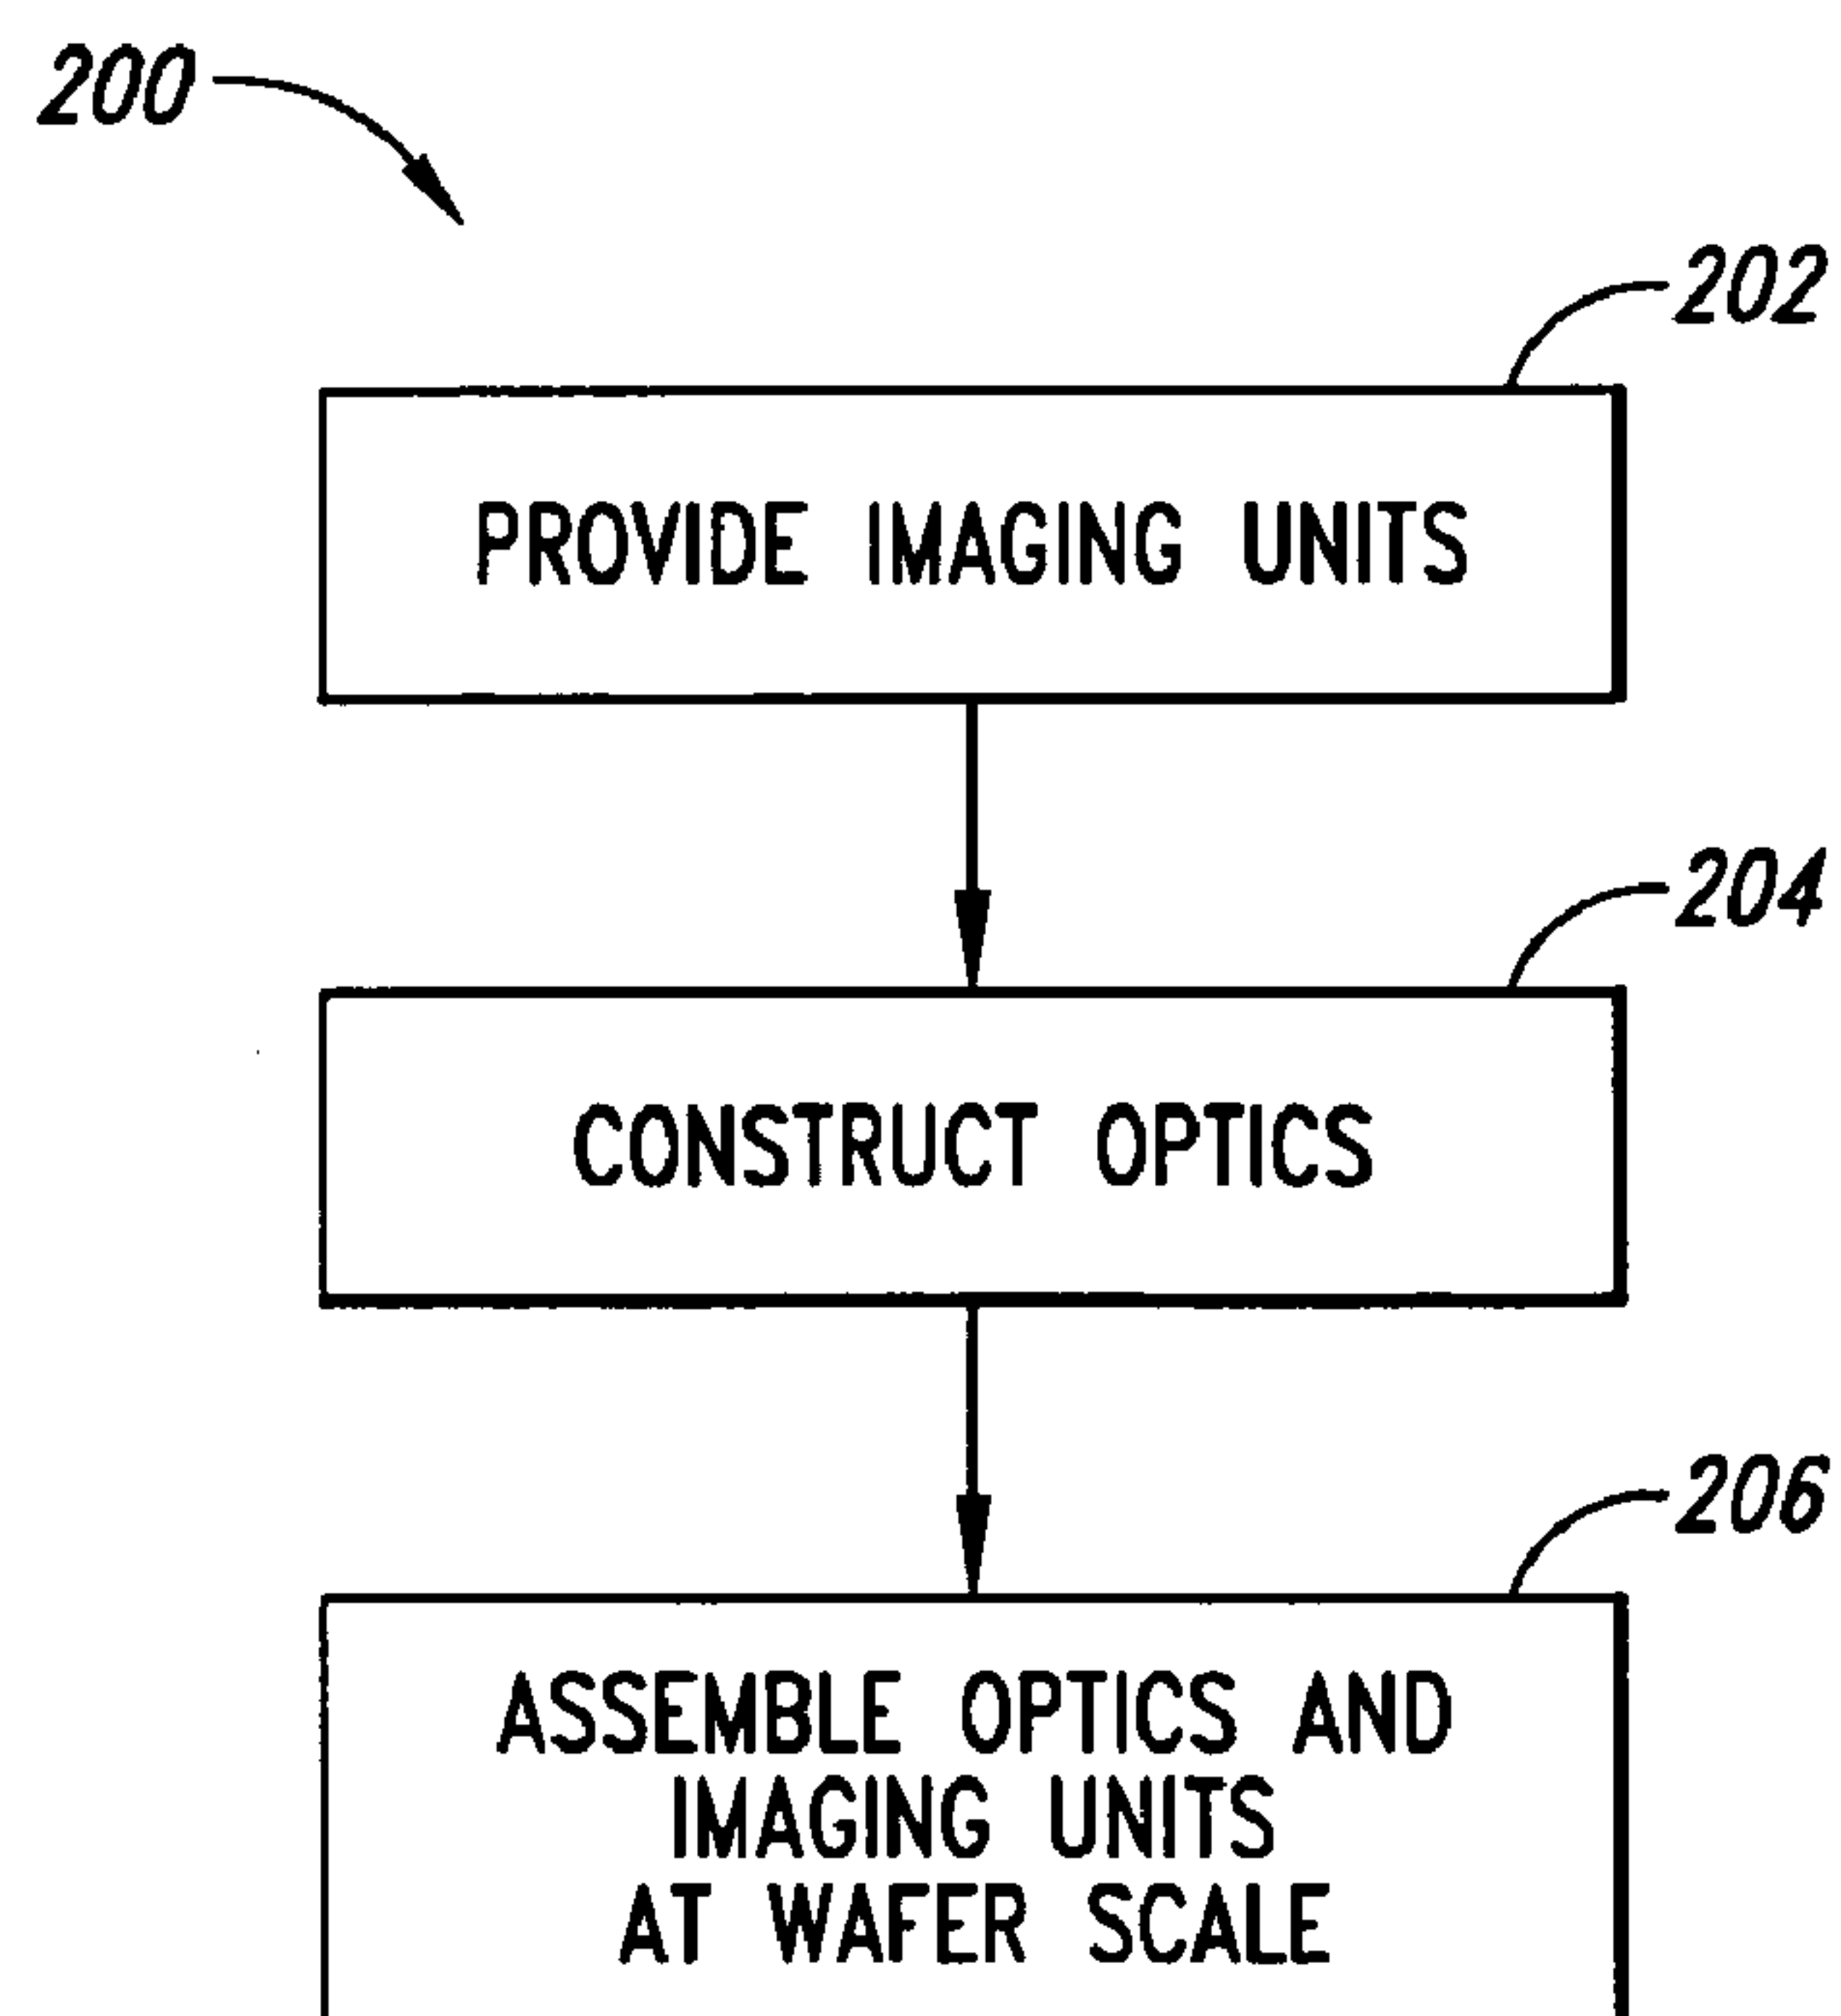 200
202
PROVIDE IMAGING UNITS
204
CONSTRUCT OPTICS
206
ASSEMBLE OPTICS AND
IMAGING UNITS
AT WAFER SCALE